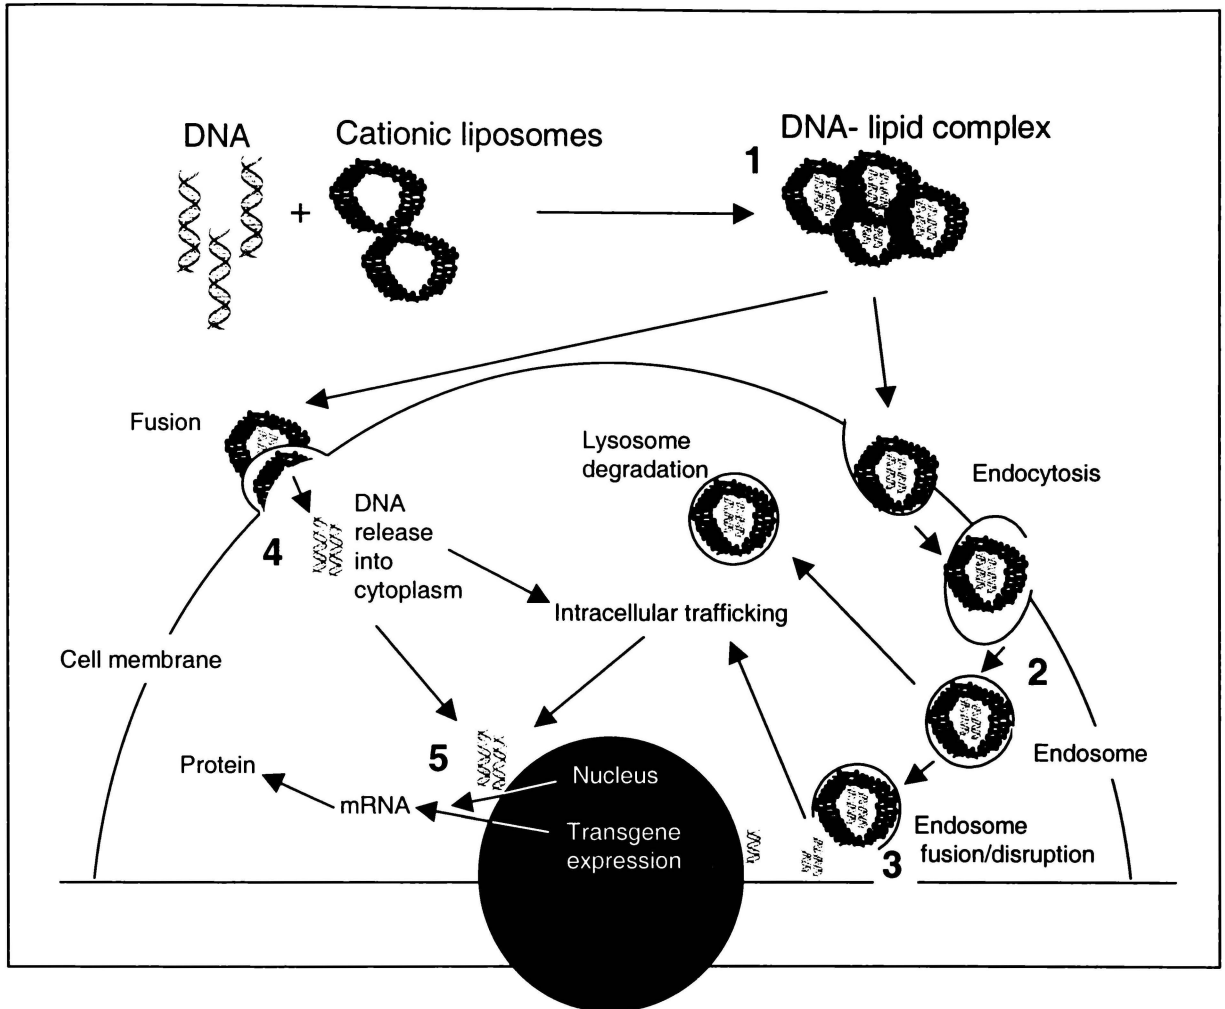 DNA
Cationic liposomes
DNA- lipid complex
1
+
Fusion
Lysosome
degradation
Endocytosis
DNA
release
into
cytoplasm
4
Intracellular trafficking
Cell membrane
2
5
Protein
Nucleus
Endosome
mRNA
Transgene
expression
Endosome
fusion/disruption
3